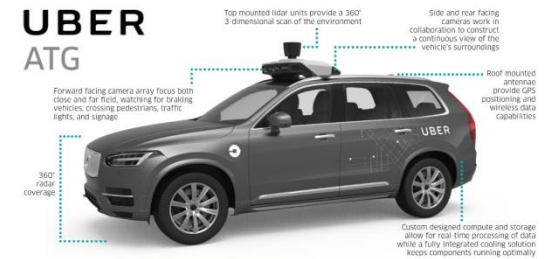 UBER
ATG
Top mounted lidar units provide a 360°
3-dimensional scan of the environment
Side and rear facing
cameras work in
collaboration to construct
a continuous view of the
vehicle's surroundings
Forward facing camera array focus both
close and far field, watching for braking
vehicles, crossing pedestrians, traffic
lights, and signage
Roof mounted
antennae
provide GPS
positioning and
wireless data
capabilities
UBER
360°
radar
coverage
Custom designed compute and storage
allow for real-time processing of data
while a fully integrated cooling solution
keeps components running optimally